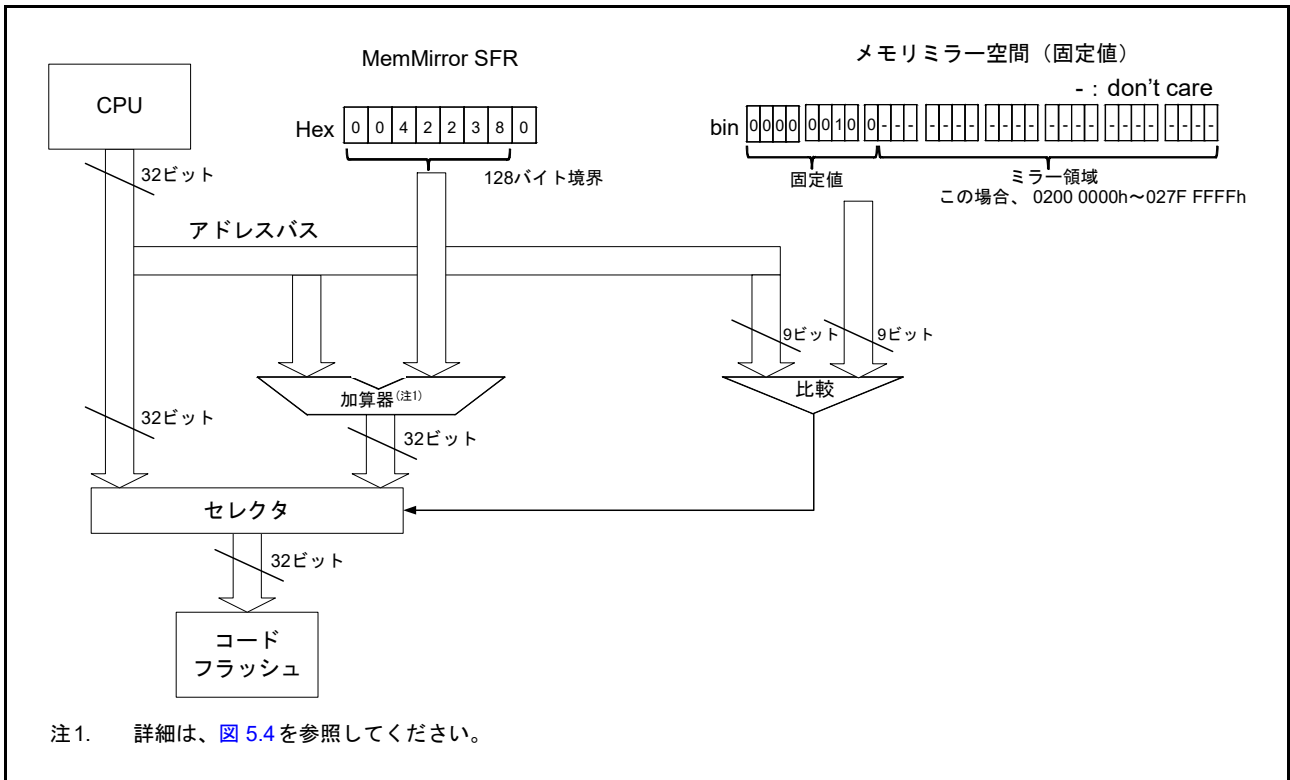 CPU
MemMirror SFR
メモリミラー空間（固定値）
- : don't care
Hex 0 0 4 2 2 3 8 0
bin 0000 0010 0--- ---- ---- ---- ---- ----
32ビット
128バイト境界
固定値
ミラー領域
この場合、 0200 0000h～027F FFFFh
アドレスバス
9ビット
9ビット
加算器(注1)
比較
32ビット
32ビット
セレクタ
32ビット
コード
フラッシュ
注1. 詳細は、図 5.4 を参照してください。